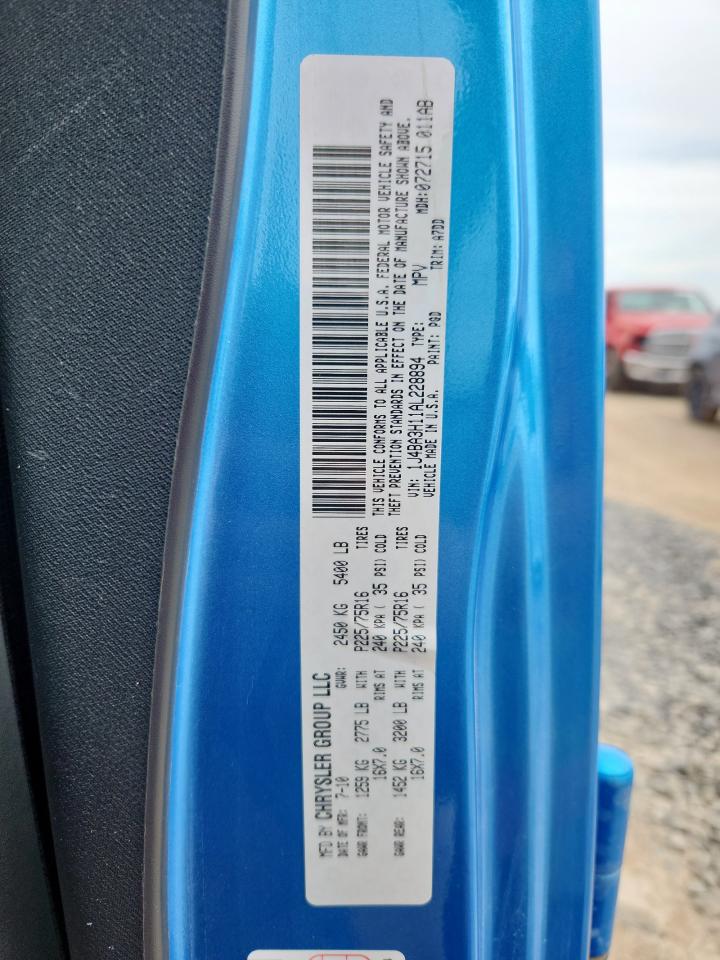 MFD BY CHRYSLER GROUP LLC
DATE OF MFR: 7-10 GVWR: 2450 KG 5400 LB
GAWR FRONT: 1259 KG 2775 LB WITH P225/75R16 TIRES
16X7.0 RIMS AT 240 KPA ( 35 PSI) COLD
GAWR REAR: 1452 KG 3200 LB WITH P225/75R16 TIRES
16X7.0 RIMS AT 240 KPA ( 35 PSI) COLD
THIS VEHICLE CONFORMS TO ALL APPLICABLE U.S.A. FEDERAL MOTOR VEHICLE SAFETY AND
THEFT PREVENTION STANDARDS IN EFFECT ON THE DATE OF MANUFACTURE SHOWN ABOVE.
VIN: 1J4BA3H11AL228894 TYPE: MPV MDH:072715 011AB
VEHICLE MADE IN U.S.A. PAINT: PGD TRIM: A7DD